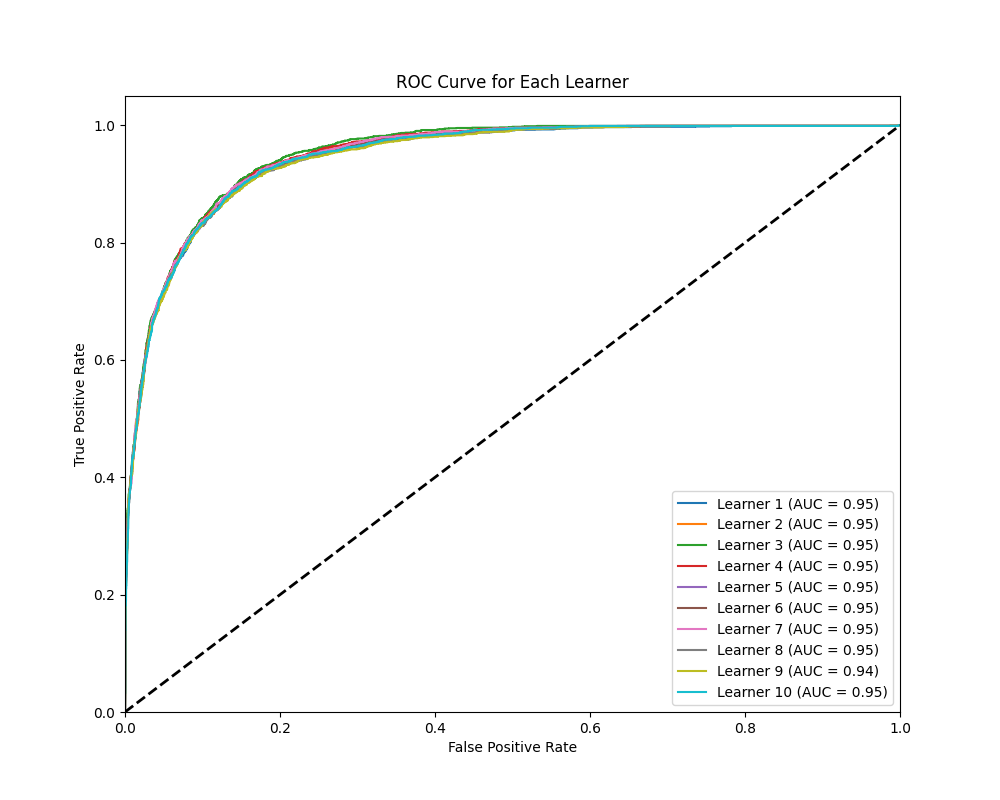 ROC Curve for Each Learner
True Positive Rate
1.0
0.8
0.6
0.4
0.2
0.0
0.0 0.2 0.4 0.6 0.8 1.0
False Positive Rate
Learner 1 (AUC = 0.95)
Learner 2 (AUC = 0.95)
Learner 3 (AUC = 0.95)
Learner 4 (AUC = 0.95)
Learner 5 (AUC = 0.95)
Learner 6 (AUC = 0.95)
Learner 7 (AUC = 0.95)
Learner 8 (AUC = 0.95)
Learner 9 (AUC = 0.94)
Learner 10 (AUC = 0.95)